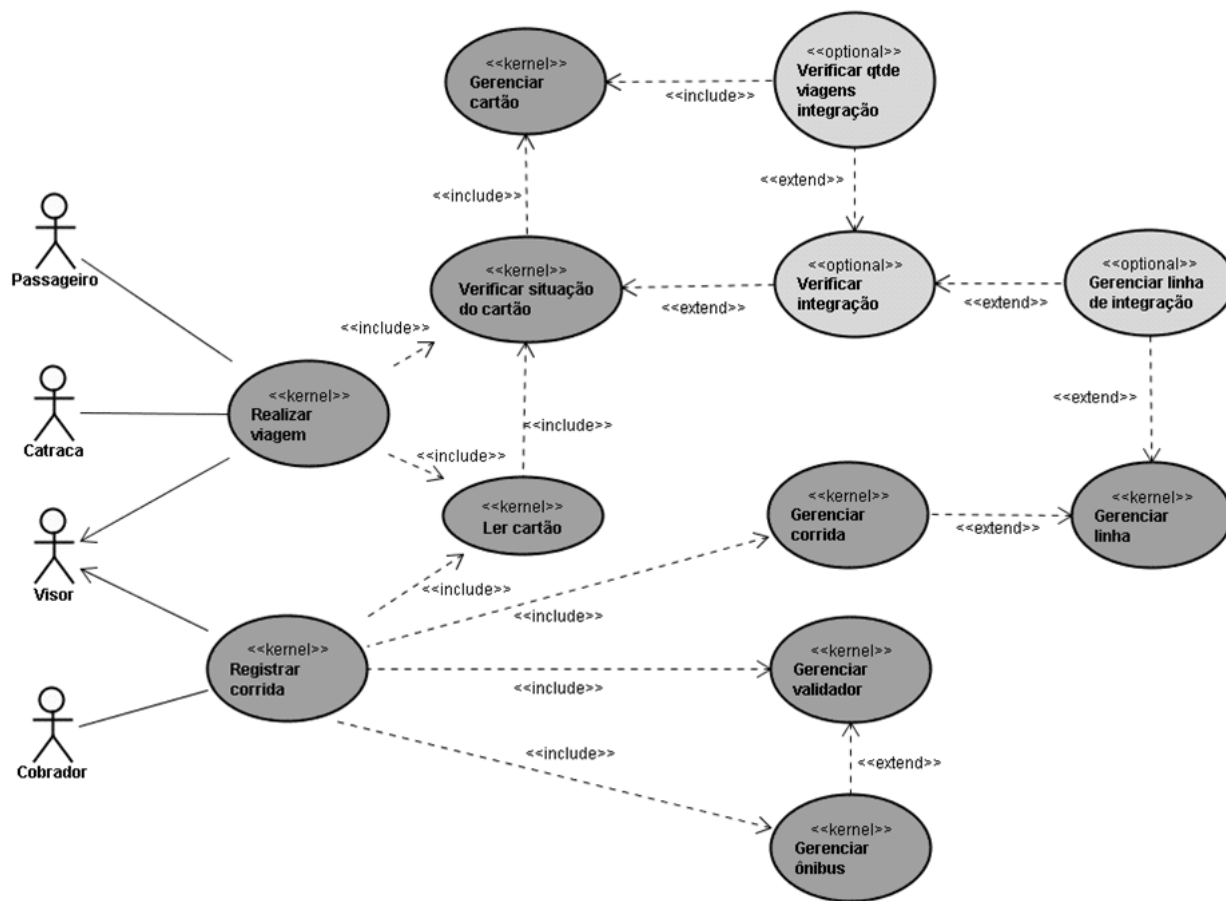 <<kernel>>
Gerenciar
cartão
<<include>>
<<optional>>
Verificar qtde
viagens
integração
<<include>>
<<extend>>
Passageiro
<<kernel>>
Verificar situação
do cartão
<<extend>>
<<optional>>
Verificar
integração
<<extend>>
<<optional>>
Gerenciar linha
de integração
<<include>>
Catraca
<<kernel>>
Realizar
viagem
<<include>>
<<include>>
<<extend>>
<<kernel>>
Ler cartão
<<kernel>>
Gerenciar
corrida
<<extend>>
<<kernel>>
Gerenciar
linha
Visor
<<include>>
<<include>>
<<kernel>>
Registrar
corrida
<<include>>
<<kernel>>
Gerenciar
validador
Cobrador
<<include>>
<<extend>>
<<kernel>>
Gerenciar
ônibus